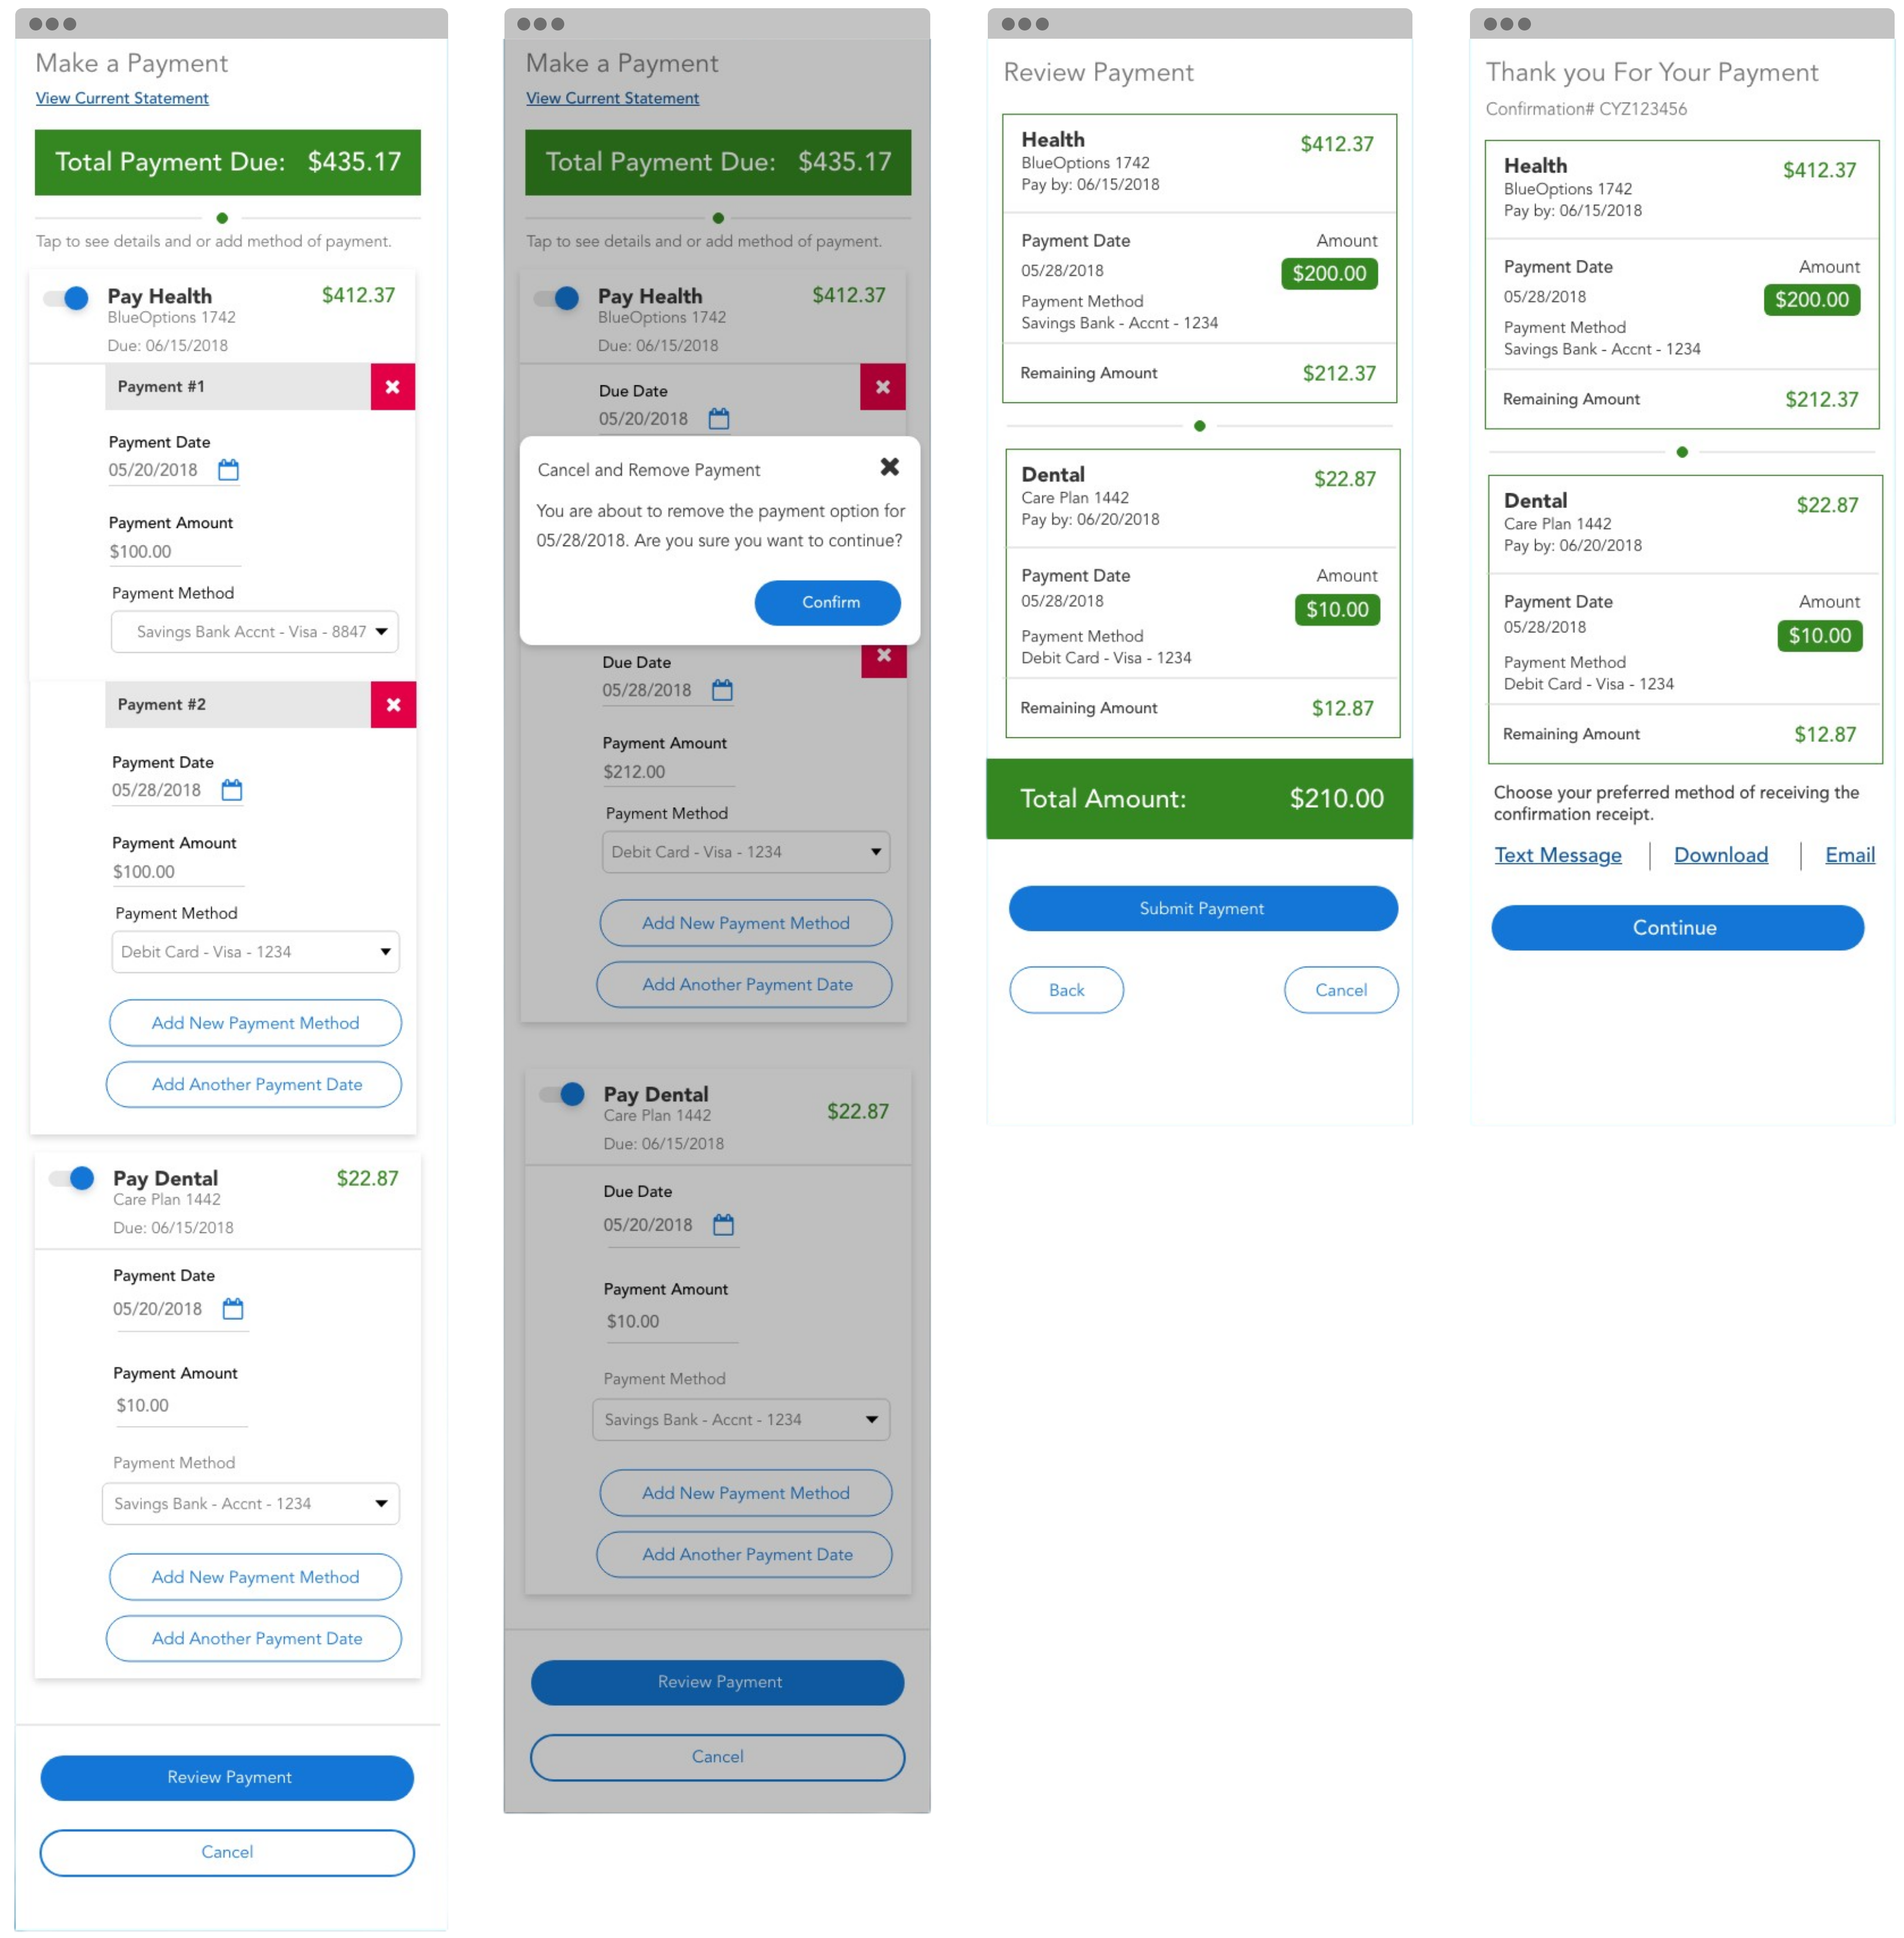 Make a Payment
View Current Statement
Total Payment Due: $435.17
Tap to see details and or add method of payment.
Pay Health $412.37
BlueOptions 1742
Due: 06/15/2018
Payment #1
Payment Date
05/20/2018
Payment Amount
$100.00
Payment Method
Savings Bank Accnt - Visa - 8847
Payment #2
Payment Date
05/28/2018
Payment Amount
$100.00
Payment Method
Debit Card - Visa - 1234
Add New Payment Method
Add Another Payment Date
Pay Dental $22.87
Care Plan 1442
Due: 06/15/2018
Payment Date
05/20/2018
Payment Amount
$10.00
Payment Method
Savings Bank - Accnt - 1234
Add New Payment Method
Add Another Payment Date
Review Payment
Cancel
Make a Payment
View Current Statement
Total Payment Due: $435.17
Tap to see details and or add method of payment.
Pay Health $412.37
BlueOptions 1742
Due: 06/15/2018
Due Date
05/20/2018
Cancel and Remove Payment
You are about to remove the payment option for
05/28/2018. Are you sure you want to continue?
Confirm
Due Date
05/28/2018
Payment Amount
$212.00
Payment Method
Debit Card - Visa - 1234
Add New Payment Method
Add Another Payment Date
Pay Dental
Care Plan 1442 $22.87
Due: 06/15/2018
Due Date
05/20/2018
Payment Amount
$10.00
Payment Method
Savings Bank - Accnt - 1234
Add New Payment Method
Add Another Payment Date
Review Payment
Cancel
Review Payment
Health $412.37
BlueOptions 1742
Pay by: 06/15/2018
Payment Date Amount
05/28/2018 $200.00
Payment Method
Savings Bank - Accnt - 1234
Remaining Amount $212.37
Dental $22.87
Care Plan 1442
Pay by: 06/20/2018
Payment Date Amount
05/28/2018 $10.00
Payment Method
Debit Card - Visa - 1234
Remaining Amount $12.87
Total Amount: $210.00
Submit Payment
Back Cancel
Thank you For Your Payment
Confirmation# CYZ123456
Health $412.37
BlueOptions 1742
Pay by: 06/15/2018
Payment Date Amount
05/28/2018 $200.00
Payment Method
Savings Bank - Accnt - 1234
Remaining Amount $212.37
Dental $22.87
Care Plan 1442
Pay by: 06/20/2018
Payment Date Amount
05/28/2018 $10.00
Payment Method
Debit Card - Visa - 1234
Remaining Amount $12.87
Choose your preferred method of receiving the
confirmation receipt.
Text Message | Download | Email
Continue